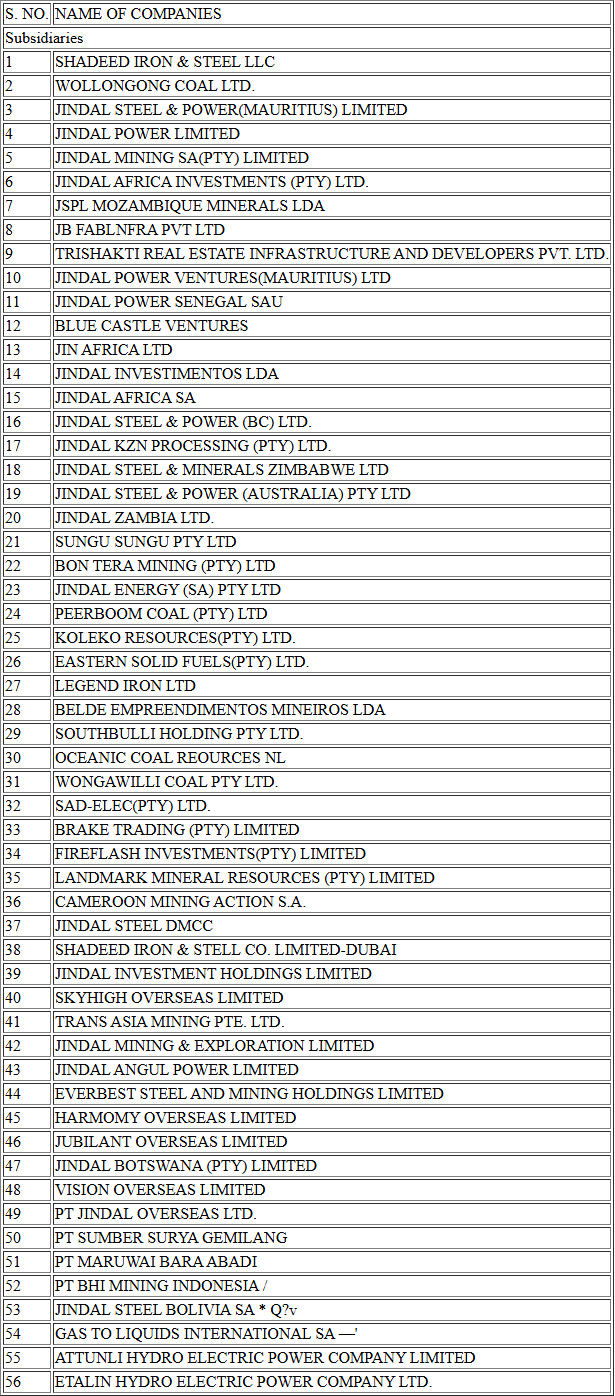 S. NO. NAME OF COMPANIES
Subsidiaries
1 SHADEED IRON & STEEL LLC
2 WOLLONGONG COAL LTD.
3 JINDAL STEEL & POWER(MAURITIUS) LIMITED
4 JINDAL POWER LIMITED
5 JINDAL MINING SA(PTY) LIMITED
6 JINDAL AFRICA INVESTMENTS (PTY) LTD.
7 JSPL MOZAMBIQUE MINERALS LDA
8 JB FABLNFRA PVT LTD
9 TRISHAKTI REAL ESTATE INFRASTRUCTURE AND DEVELOPERS PVT. LTD.
10 JINDAL POWER VENTURES(MAURITIUS) LTD
11 JINDAL POWER SENEGAL SAU
12 BLUE CASTLE VENTURES
13 JIN AFRICA LTD
14 JINDAL INVESTIMENTOS LDA
15 JINDAL AFRICA SA
16 JINDAL STEEL & POWER (BC) LTD.
17 JINDAL KZN PROCESSING (PTY) LTD.
18 JINDAL STEEL & MINERALS ZIMBABWE LTD
19 JINDAL STEEL & POWER (AUSTRALIA) PTY LTD
20 JINDAL ZAMBIA LTD.
21 SUNGU SUNGU PTY LTD
22 BON TERA MINING (PTY) LTD
23 JINDAL ENERGY (SA) PTY LTD
24 PEERBOOM COAL (PTY) LTD
25 KOLEKO RESOURCES(PTY) LTD.
26 EASTERN SOLID FUELS(PTY) LTD.
27 LEGEND IRON LTD
28 BELDE EMPREENDIMENTOS MINEIROS LDA
29 SOUTHBULLI HOLDING PTY LTD.
30 OCEANIC COAL REOURCES NL
31 WONGAWILLI COAL PTY LTD.
32 SAD-ELEC(PTY) LTD.
33 BRAKE TRADING (PTY) LIMITED
34 FIREFLASH INVESTMENTS(PTY) LIMITED
35 LANDMARK MINERAL RESOURCES (PTY) LIMITED
36 CAMEROON MINING ACTION S.A.
37 JINDAL STEEL DMCC
38 SHADEED IRON & STELL CO. LIMITED-DUBAI
39 JINDAL INVESTMENT HOLDINGS LIMITED
40 SKYHIGH OVERSEAS LIMITED
41 TRANS ASIA MINING PTE. LTD.
42 JINDAL MINING & EXPLORATION LIMITED
43 JINDAL ANGUL POWER LIMITED
44 EVERBEST STEEL AND MINING HOLDINGS LIMITED
45 HARMOMY OVERSEAS LIMITED
46 JUBILANT OVERSEAS LIMITED
47 JINDAL BOTSWANA (PTY) LIMITED
48 VISION OVERSEAS LIMITED
49 PT JINDAL OVERSEAS LTD.
50 PT SUMBER SURYA GEMILANG
51 PT MARUWAI BARA ABADI
52 PT BHI MINING INDONESIA /
53 JINDAL STEEL BOLIVIA SA * Q?v
54 GAS TO LIQUIDS INTERNATIONAL SA —'
55 ATTUNLI HYDRO ELECTRIC POWER COMPANY LIMITED
56 ETALIN HYDRO ELECTRIC POWER COMPANY LTD.